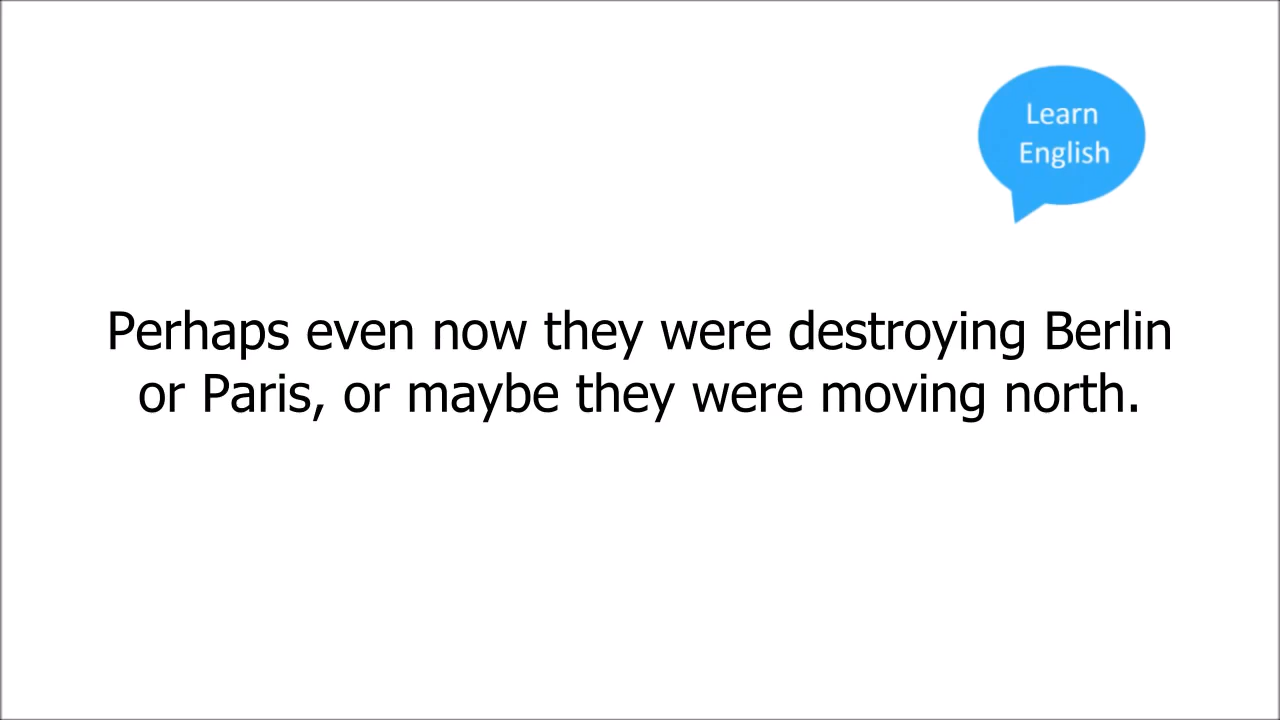 Learn
English
Perhaps even now they were destroying Berlin
or Paris, or maybe they were moving north.